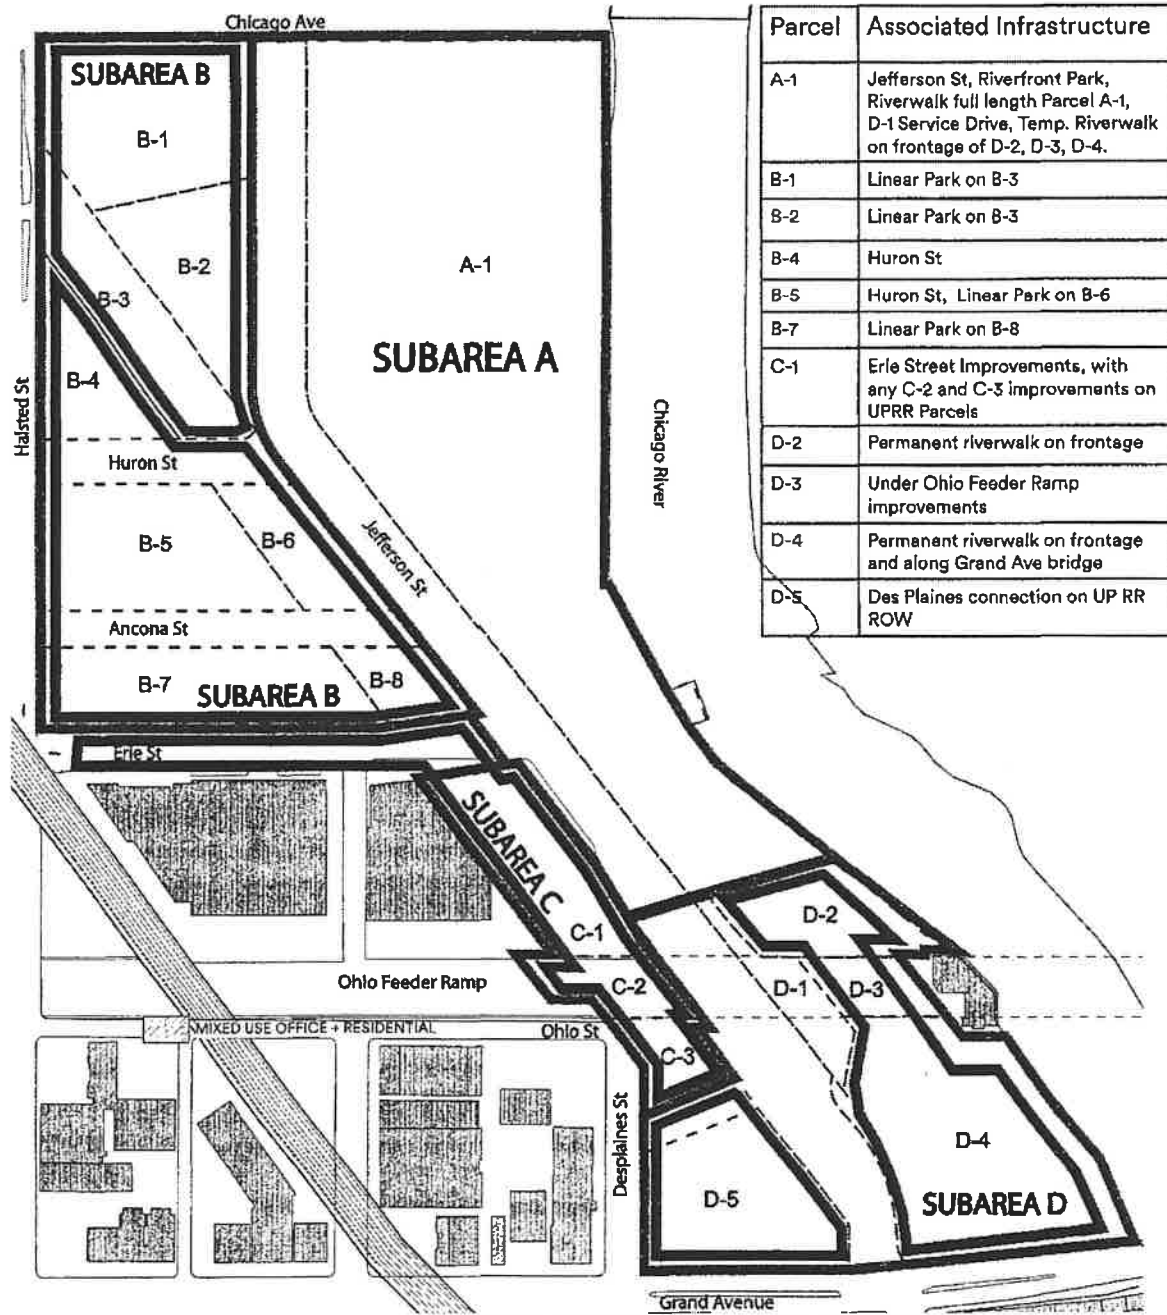 Chicago Ave
SUBAREA B
B-1
B-2
B-3
B-4
A-1
SUBAREA A
Halsted St
Chicago River
Huron St
Jefferson St
B-5
B-6
Ancona St
B-7
SUBAREA B
B-8
Erie St
SUBAREA C
C-1
C-2
C-3
Ohio Feeder Ramp
MIXED USE OFFICE + RESIDENTIAL
Ohio St
Desplaines St
D-1
D-2
D-3
D-4
SUBAREA D
D-5
Grand Avenue
Parcel Associated Infrastructure
A-1 Jefferson St, Riverfront Park,
Riverwalk full length Parcel A-1,
D-1 Service Drive, Temp. Riverwalk
on frontage of D-2, D-3, D-4.
B-1 Linear Park on B-3
B-2 Linear Park on B-3
B-4 Huron St
B-5 Huron St, Linear Park on B-6
B-7 Linear Park on B-8
C-1 Erie Street Improvements, with
any C-2 and C-3 improvements on
UPRR Parcels
D-2 Permanent riverwalk on frontage
D-3 Under Ohio Feeder Ramp
improvements
D-4 Permanent riverwalk on frontage
and along Grand Ave bridge
D-5 Des Plaines connection on UP RR
ROW